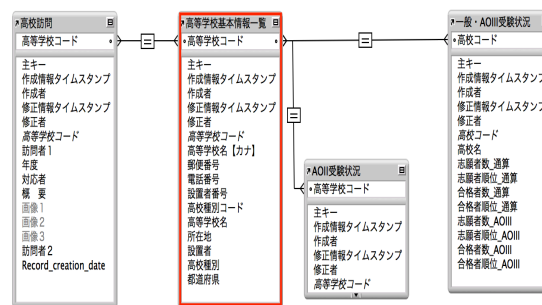 高校訪問
高等学校コード
主キー
作成情報タイムスタンプ
作成者
修正情報タイムスタンプ
修正者
高等学校コード
訪問者1
年度
対応者
概　要
画像1
画像2
画像3
訪問者2
Record_creation_date
高等学校基本情報一覧
高等学校コード
主キー
作成情報タイムスタンプ
作成者
修正情報タイムスタンプ
修正者
高等学校コード
高等学校名【カナ】
郵便番号
電話番号
設置者番号
高校種別コード
高等学校名
所在地
設置者
高校種別
都道府県
AOII受験状況
高等学校コード
主キー
作成情報タイムスタンプ
作成者
修正情報タイムスタンプ
修正者
高等学校コード
一般・AOIII受験状況
高校コード
主キー
作成情報タイムスタンプ
作成者
修正情報タイムスタンプ
修正者
高校コード
高校名
志願者数_通算
志願者順位_通算
合格者数_通算
合格者順位_通算
志願者数_AOIII
志願者順位_AOIII
合格者数_AOIII
合格者順位_AOIII